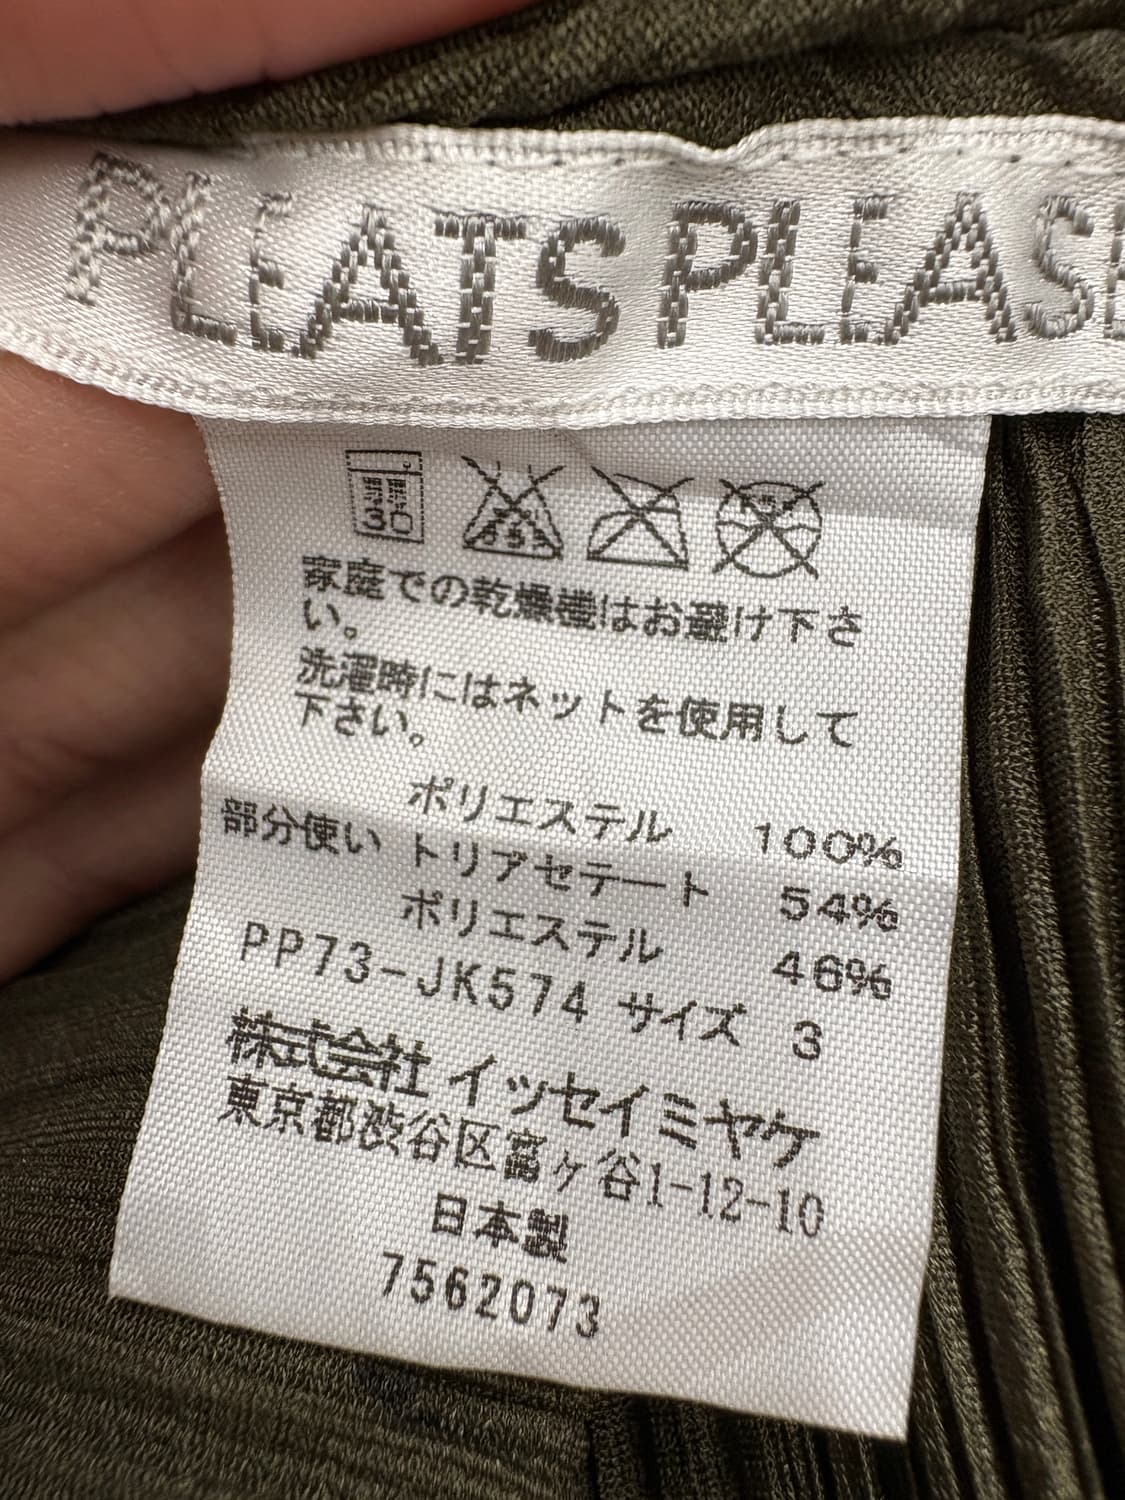 PLEATS PLEASE
家庭での乾燥機はお避け下さ
い。
洗濯時にはネットを使用して
下さい。
ポリエステル 100%
部分使い トリアセテート 54%
ポリエステル 46%
PP73-JK574 サイズ 3
株式会社 イッセイミヤケ
東京都渋谷区富ヶ谷1-12-10
日本製
7562073